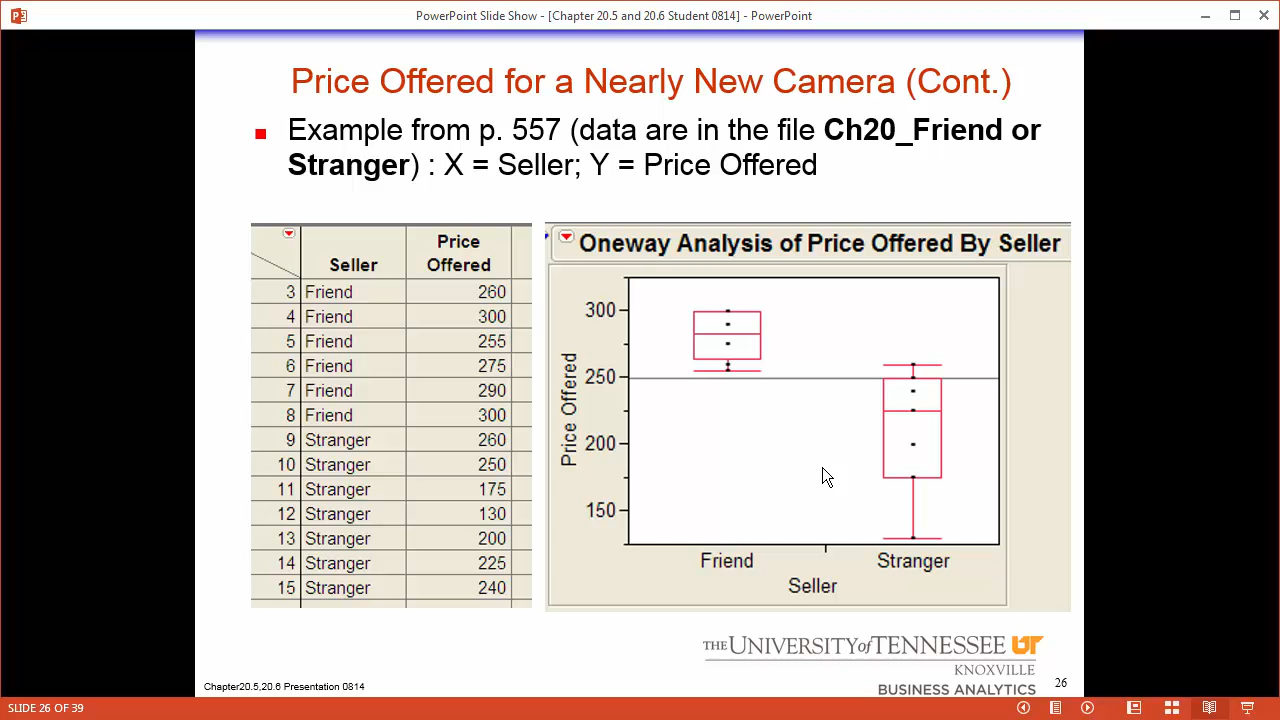 PowerPoint Slide Show - [Chapter 20.5 and 20.6 Student 0814] - PowerPoint
Price Offered for a Nearly New Camera (Cont.)
Example from p. 557 (data are in the file Ch20_Friend or
Stranger) : X = Seller; Y = Price Offered
Seller Price Offered
3 Friend 260
4 Friend 300
5 Friend 255
6 Friend 275
7 Friend 290
8 Friend 300
9 Stranger 260
10 Stranger 250
11 Stranger 175
12 Stranger 130
13 Stranger 200
14 Stranger 225
15 Stranger 240
Oneway Analysis of Price Offered By Seller
Price Offered
300
250
200
150
Friend Stranger
Seller
THE UNIVERSITY of TENNESSEE UT
KNOXVILLE
BUSINESS ANALYTICS
Chapter20.5,20.6 Presentation 0814
26
SLIDE 26 OF 39